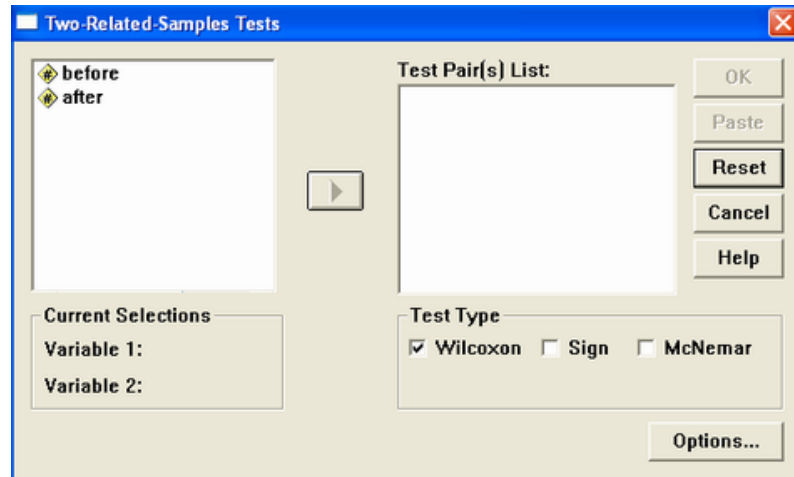 Two-Related-Samples Tests
before
after
Test Pair(s) List:
OK
Paste
Reset
Cancel
Help
Current Selections
Variable 1:
Variable 2:
Test Type
Wilcoxon Sign McNemar
Options...